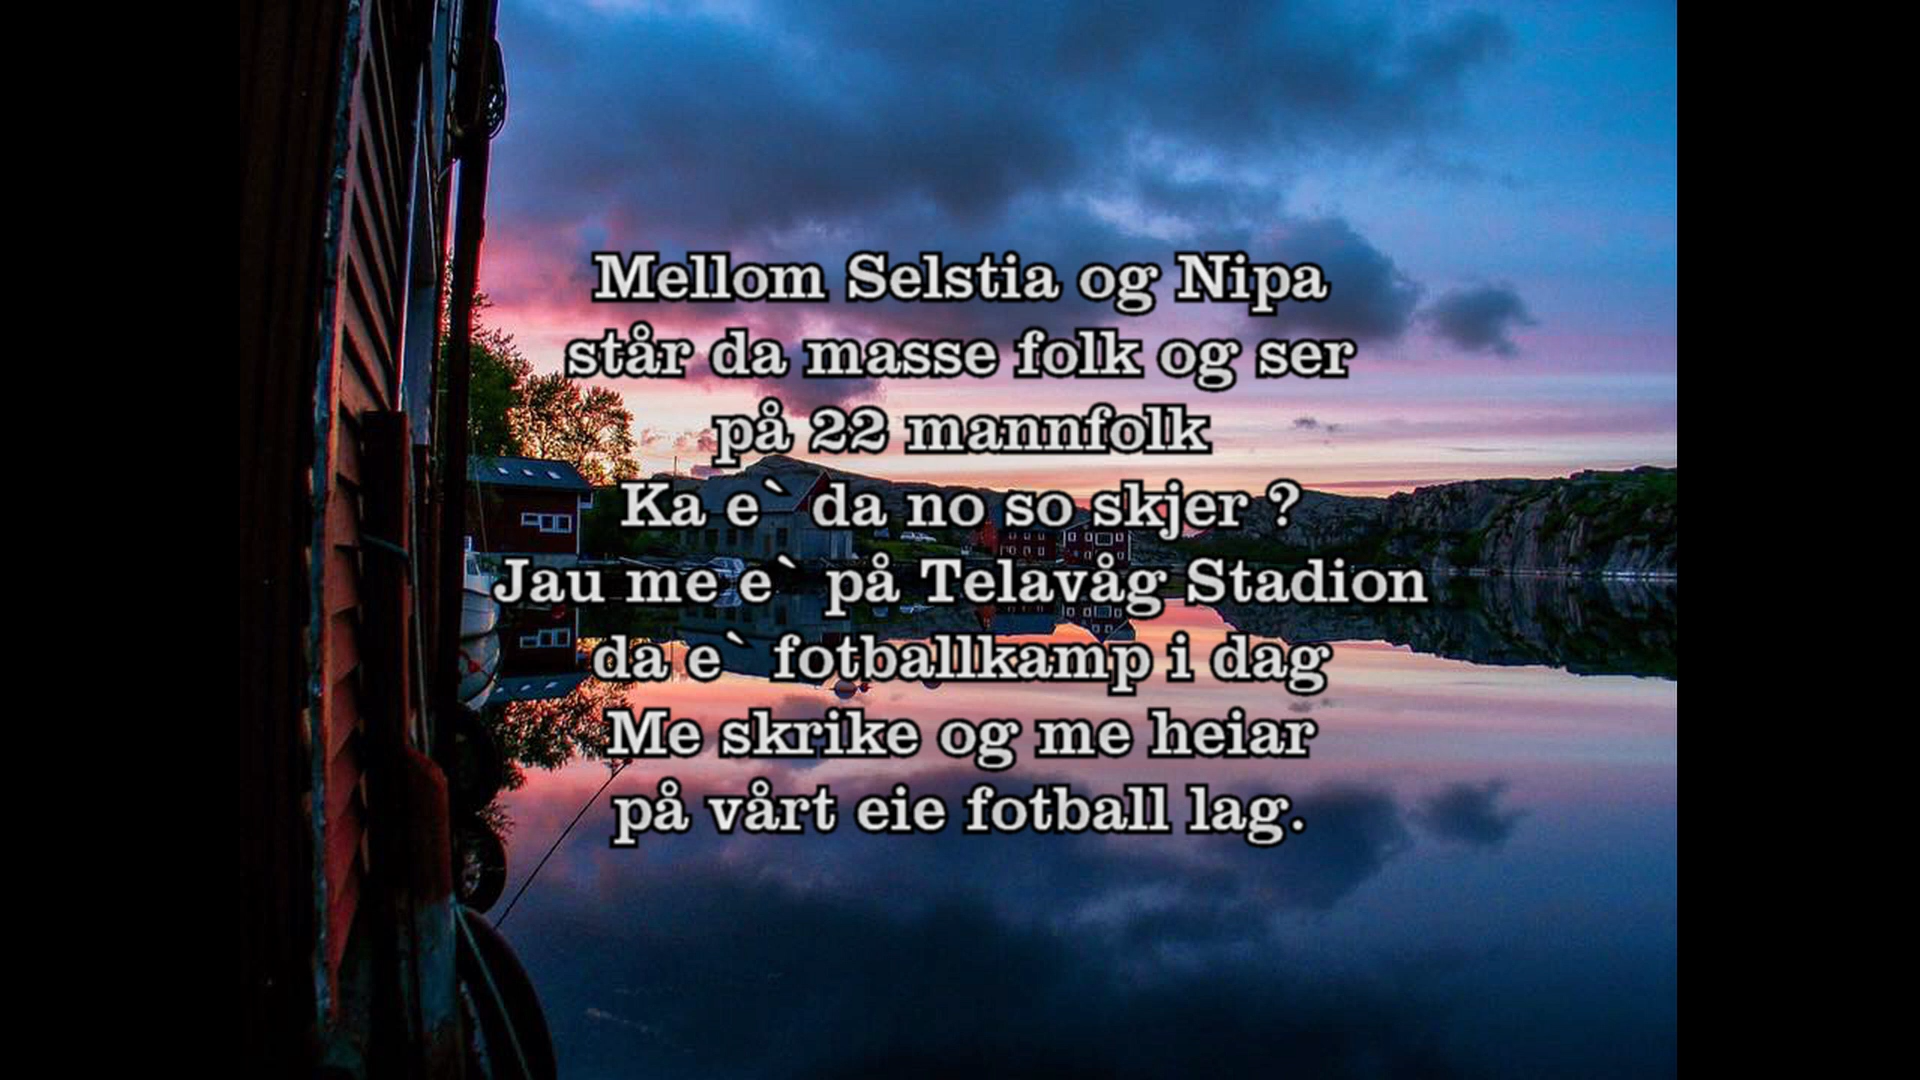 Mellom Selstia og Nipa
står da masse folk og ser
på 22 mannfolk
Ka e` da no so skjer ?
Jau me e` på Telavåg Stadion
da e` fotballkamp i dag
Me skrike og me heiar
på vårt eie fotball lag.